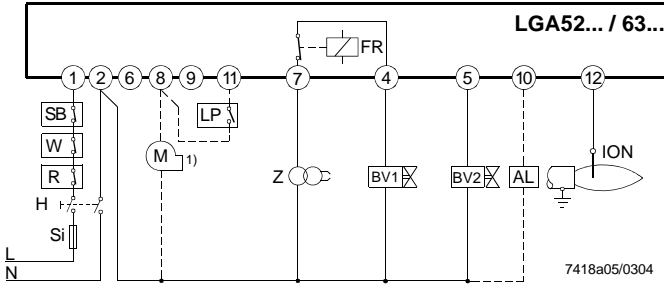 LGA52... / 63...
FR
1 2 6 8 9 11 7 4 5 10 12
SB
LP
W
M 1)
ION
R
Z
BV1
BV2
AL
H
Si
L
N
7418a05/0304